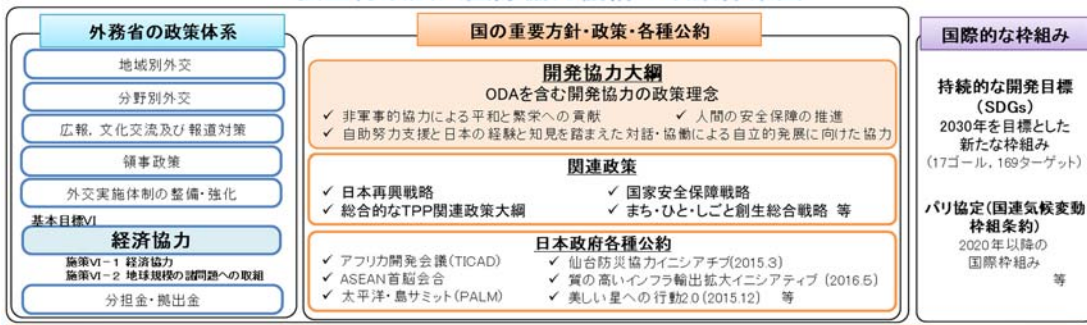 外務省の政策体系
地域別外交
分野別外交
広報，文化交流及び報道対策
領事政策
外交実施体制の整備・強化
基本目標Ⅵ
経済協力
施策Ⅵ-1 経済協力
施策Ⅵ-2 地球規模の諸問題への取組
分担金・拠出金
国の重要方針・政策・各種公約
開発協力大綱
ODAを含む開発協力の政策理念
✓ 非軍事的協力による平和と繁栄への貢献 ✓ 人間の安全保障の推進
✓ 自助努力支援と日本の経験と知見を踏まえた対話・協働による自立的発展に向けた協力
関連政策
✓ 日本再興戦略 ✓ 国家安全保障戦略
✓ 総合的なTPP関連政策大綱 ✓ まち・ひと・しごと創生総合戦略 等
日本政府各種公約
✓ アフリカ開発会議(TICAD) ✓ 仙台防災協力イニシアチブ(2015.3)
✓ ASEAN首脳会合 ✓ 質の高いインフラ輸出拡大イニシアティブ (2016.5)
✓ 太平洋・島サミット(PALM) ✓ 美しい星への行動2.0(2015.12) 等
国際的な枠組み
持続的な開発目標
(SDGs)
2030年を目標とした
新たな枠組み
(17ゴール，169ターゲット)
パリ協定(国連気候変動
枠組条約)
2020年以降の
国際枠組み
等